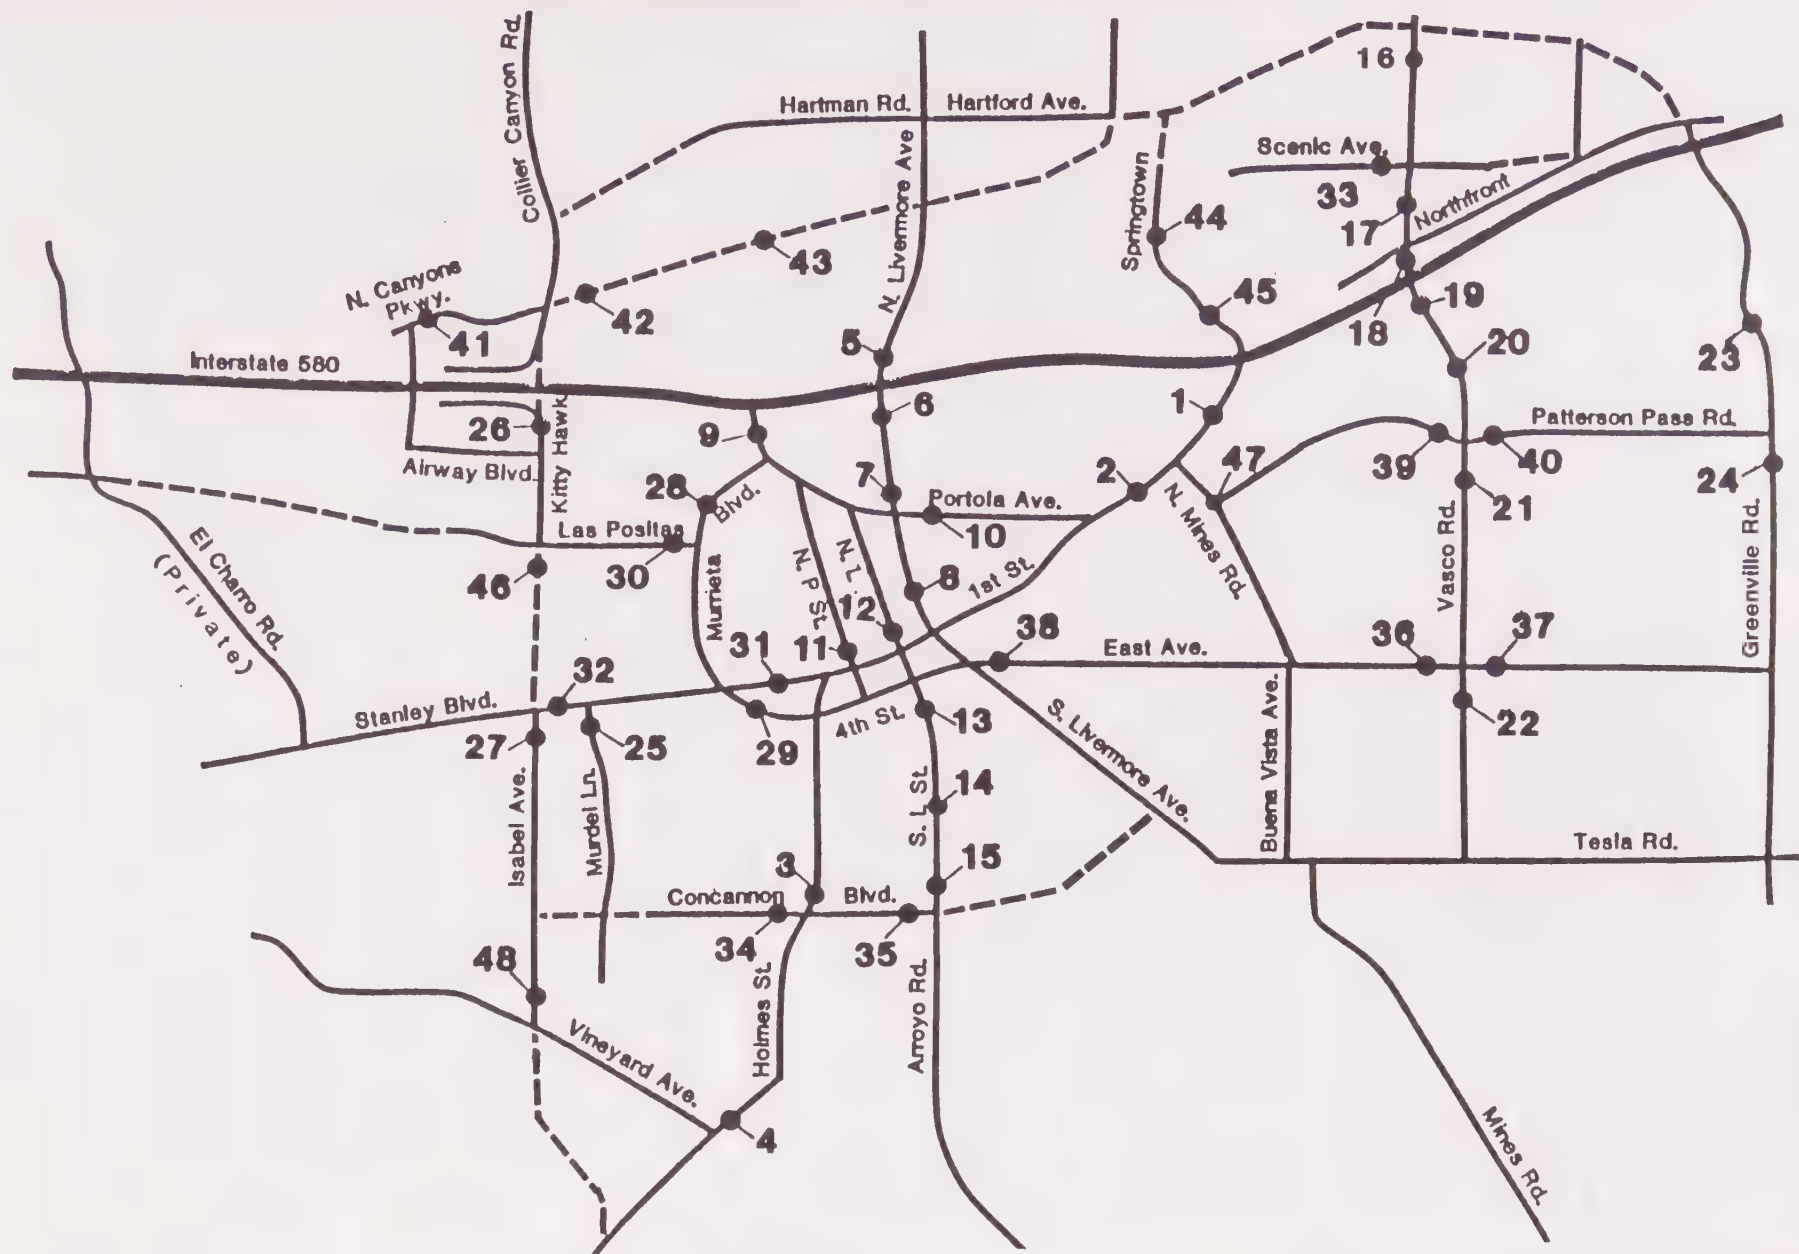 Collier Canyon Rd.
Hartman Rd.
Hartford Ave.
16
Scenic Ave.
33
Northfront
17
Springtown
44
N. Livermore Ave
43
N. Canyons
Pkwy.
41
42
45
19
18
5
20
23
Interstate 580
6
1
Patterson Pass Rd.
26
9
Kitty Hawk
39
40
Airway Blvd.
28
Blvd.
7
Portola Ave.
2
47
24
10
21
N. Mines Rd.
Las Positas
30
46
El Charro Rd.
(Private)
Murrieta
N. P St.
N. L
8
1st St.
12
Vasco Rd.
Greenville Rd.
11
31
38
East Ave.
36
37
32
Stanley Blvd.
27
25
29
4th St.
13
S. Livermore Ave.
Buena Vista Ave.
22
Isabel Ave.
Murdel Ln.
14
S. L St.
15
Tesla Rd.
3
Concannon
Blvd.
34
35
48
Holmes St.
Arroyo Rd.
Vineyard Ave.
4
Mines Rd.